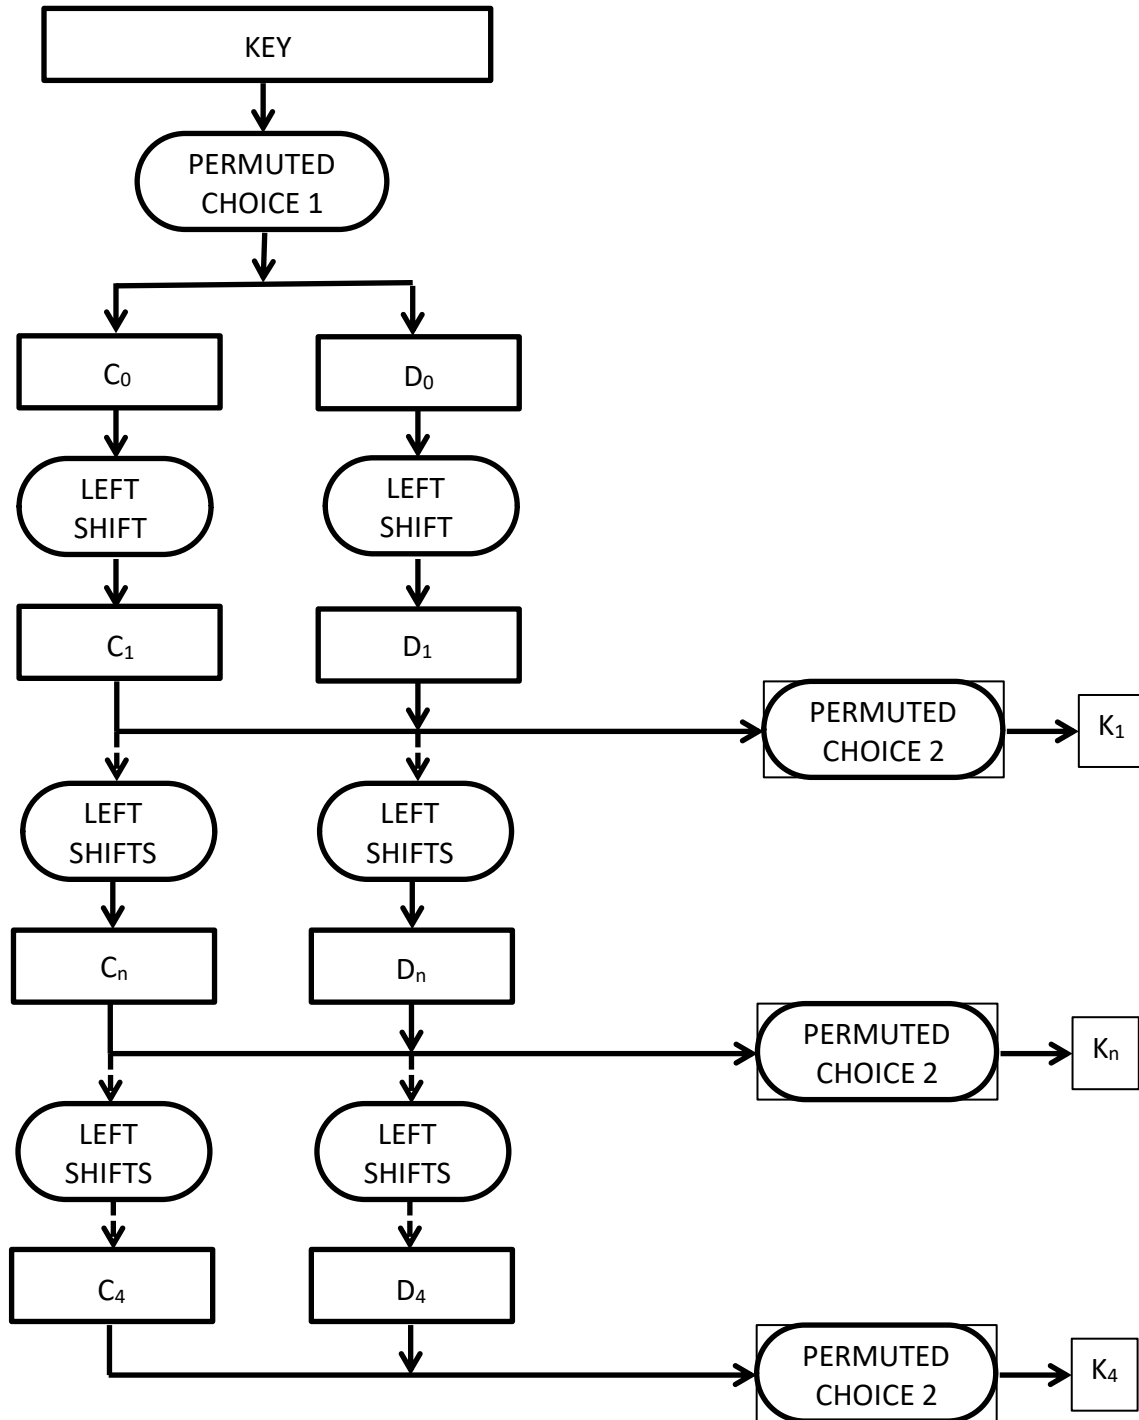 KEY
PERMUTED
CHOICE 1
C₀
D₀
LEFT
SHIFT
LEFT
SHIFT
C₁
D₁
PERMUTED
CHOICE 2
K₁
LEFT
SHIFTS
LEFT
SHIFTS
Cₙ
Dₙ
PERMUTED
CHOICE 2
Kₙ
LEFT
SHIFTS
LEFT
SHIFTS
C₄
D₄
PERMUTED
CHOICE 2
K₄